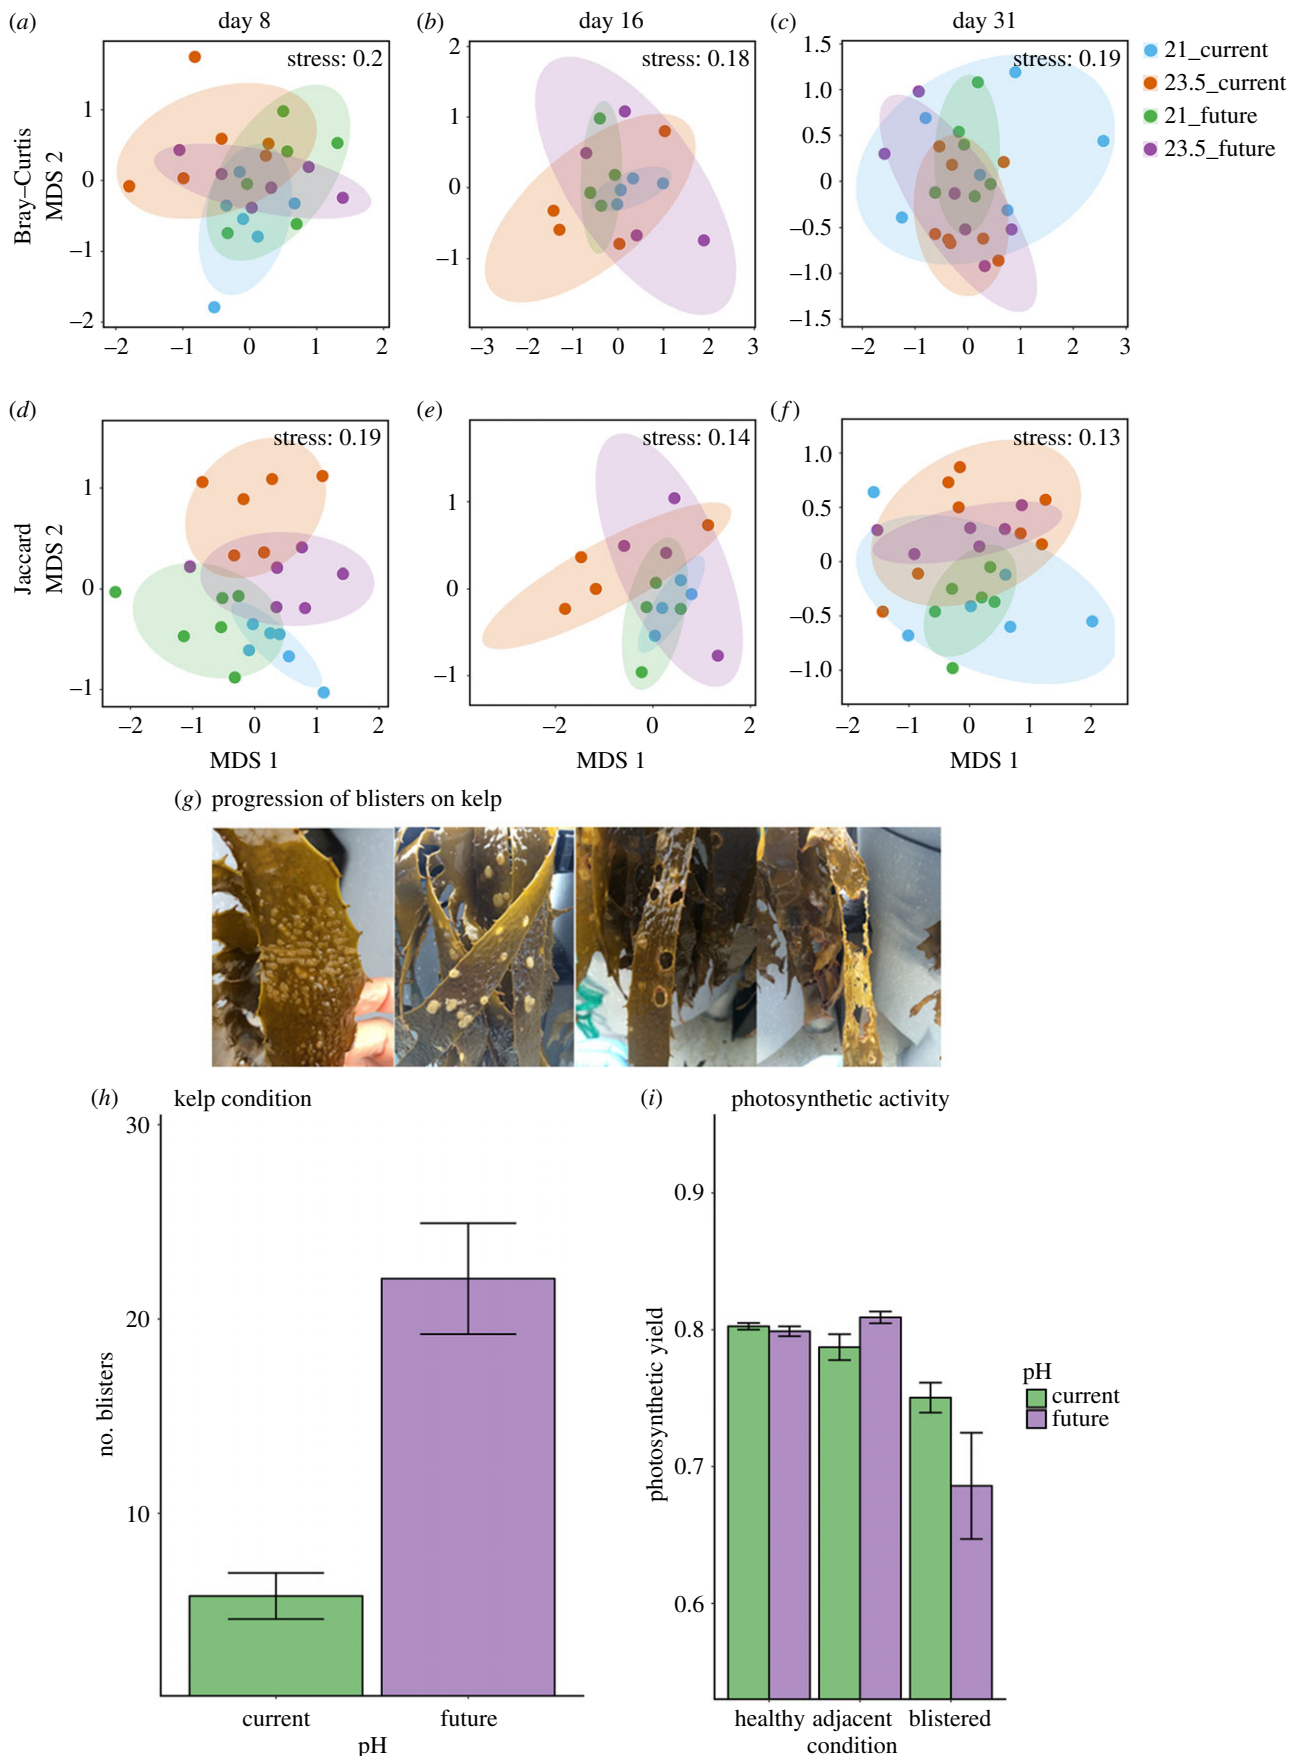 (a) day 8 (b) day 16 (c) day 31
stress: 0.2 stress: 0.18 stress: 0.19
21_current
23.5_current
21_future
23.5_future
Bray–Curtis
MDS 2
1
0
–1
–2
–2 –1 0 1 2
2
1
0
–1
–3 –2 –1 0 1 2 3
1.5
1.0
0.5
0
–0.5
–1.0
–1.5
–2 –1 0 1 2 3
(d) (e) (f)
stress: 0.19 stress: 0.14 stress: 0.13
Jaccard
MDS 2
1
0
–1
–2 –1 0 1 2
MDS 1
1
0
–1
–2 0 2
MDS 1
1.0
0.5
0
–0.5
–1.0
–2 –1 0 1 2
MDS 1
(g) progression of blisters on kelp
(h) kelp condition
no. blisters
30
20
10
current future
pH
(i) photosynthetic activity
photosynthetic yield
0.9
0.8
0.7
0.6
healthy adjacent blistered
condition
pH
current
future